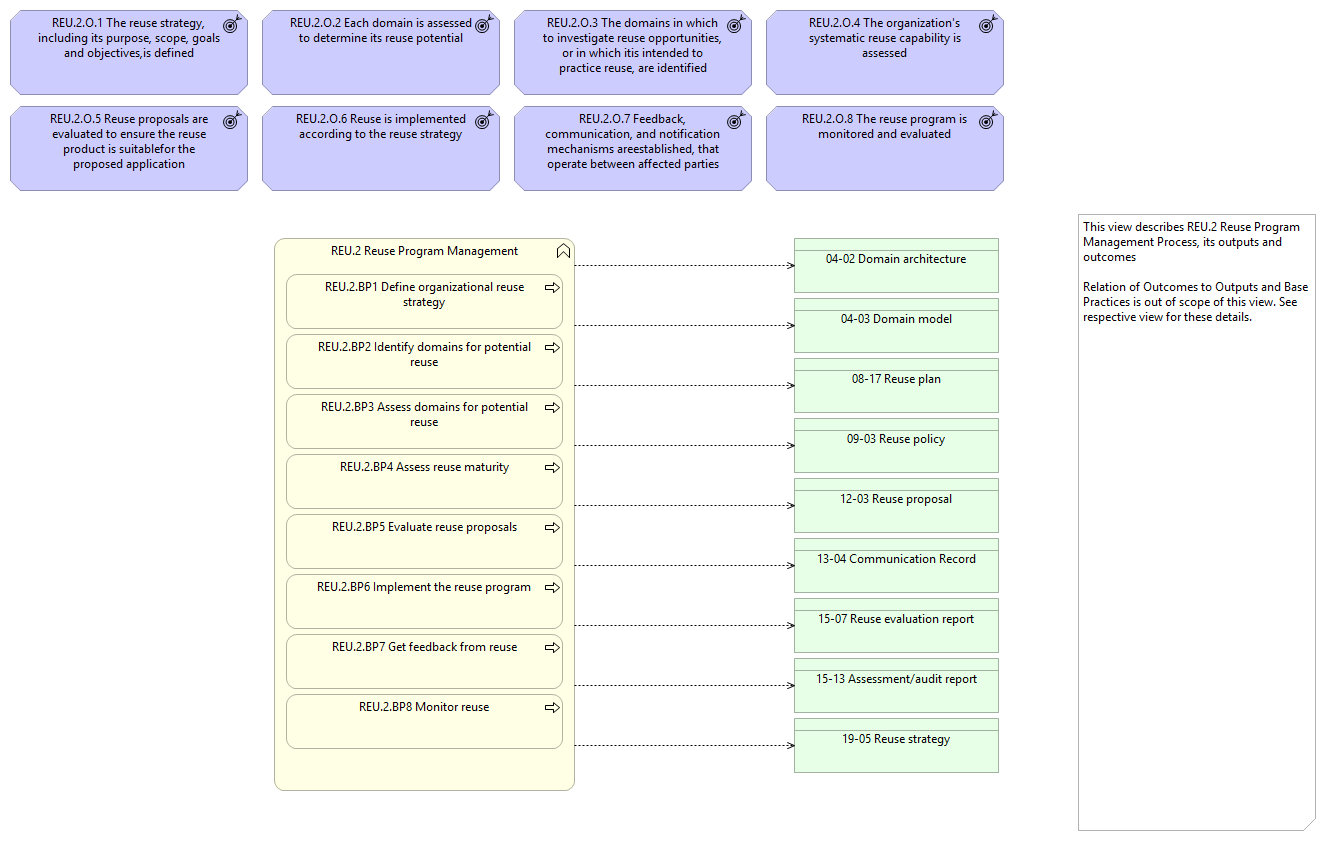 REU.2.O.1 The reuse strategy,
including its purpose, scope, goals
and objectives,is defined
REU.2.O.2 Each domain is assessed
to determine its reuse potential
REU.2.O.3 The domains in which
to investigate reuse opportunities,
or in which itis intended to
practice reuse, are identified
REU.2.O.4 The organization's
systematic reuse capability is
assessed
REU.2.O.5 Reuse proposals are
evaluated to ensure the reuse
product is suitablefor the
proposed application
REU.2.O.6 Reuse is implemented
according to the reuse strategy
REU.2.O.7 Feedback,
communication, and notification
mechanisms areestablished, that
operate between affected parties
REU.2.O.8 The reuse program is
monitored and evaluated
REU.2 Reuse Program Management
REU.2.BP1 Define organizational reuse
strategy
REU.2.BP2 Identify domains for potential
reuse
REU.2.BP3 Assess domains for potential
reuse
REU.2.BP4 Assess reuse maturity
REU.2.BP5 Evaluate reuse proposals
REU.2.BP6 Implement the reuse program
REU.2.BP7 Get feedback from reuse
REU.2.BP8 Monitor reuse
04-02 Domain architecture
04-03 Domain model
08-17 Reuse plan
09-03 Reuse policy
12-03 Reuse proposal
13-04 Communication Record
15-07 Reuse evaluation report
15-13 Assessment/audit report
19-05 Reuse strategy
This view describes REU.2 Reuse Program
Management Process, its outputs and
outcomes
Relation of Outcomes to Outputs and Base
Practices is out of scope of this view. See
respective view for these details.